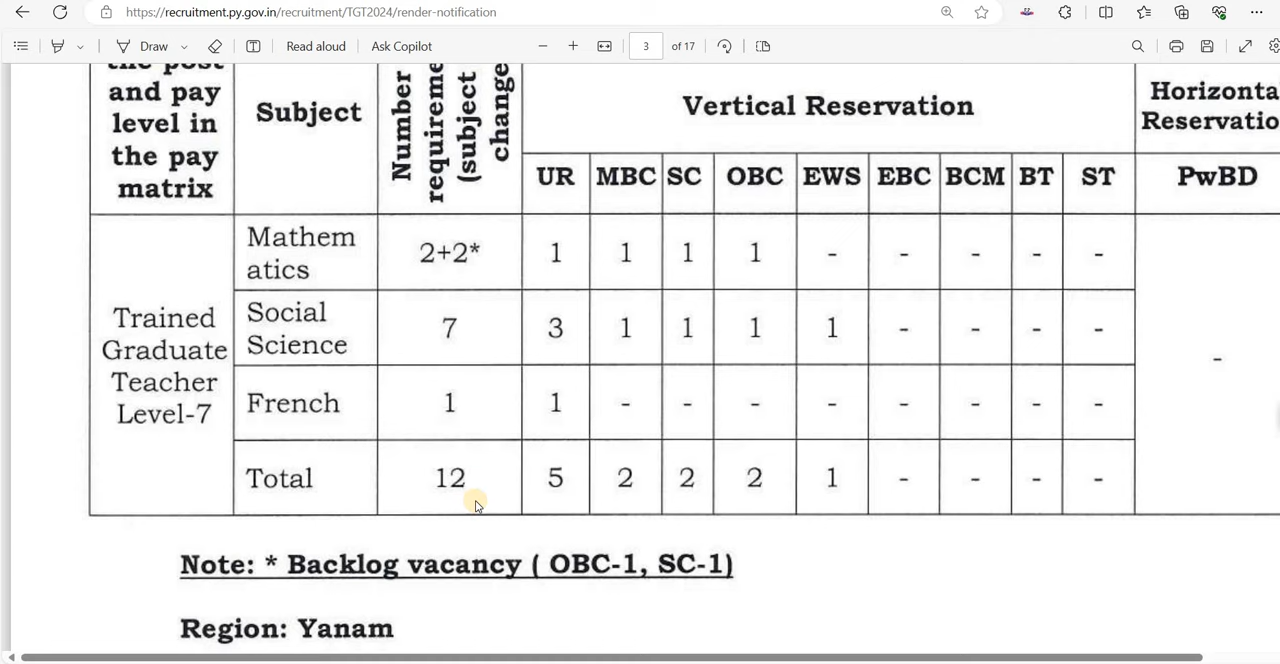 https://recruitment.py.gov.in/recruitment/TGT2024/render-notification
Draw
Read aloud
Ask Copilot
3 of 17
the post
and pay
level in
the pay
matrix
Subject
Number
requireme
(subject
change
Vertical Reservation
Horizonta
Reservatio
UR MBC SC OBC EWS EBC BCM BT ST PwBD
Trained
Graduate
Teacher
Level-7
Mathem
atics
2+2* 1 1 1 1 - - - - -
Social
Science
7 3 1 1 1 1 - - - -
French 1 1 - - - - - - - -
Total 12 5 2 2 2 1 - - - -
-
Note: * Backlog vacancy ( OBC-1, SC-1)
Region: Yanam